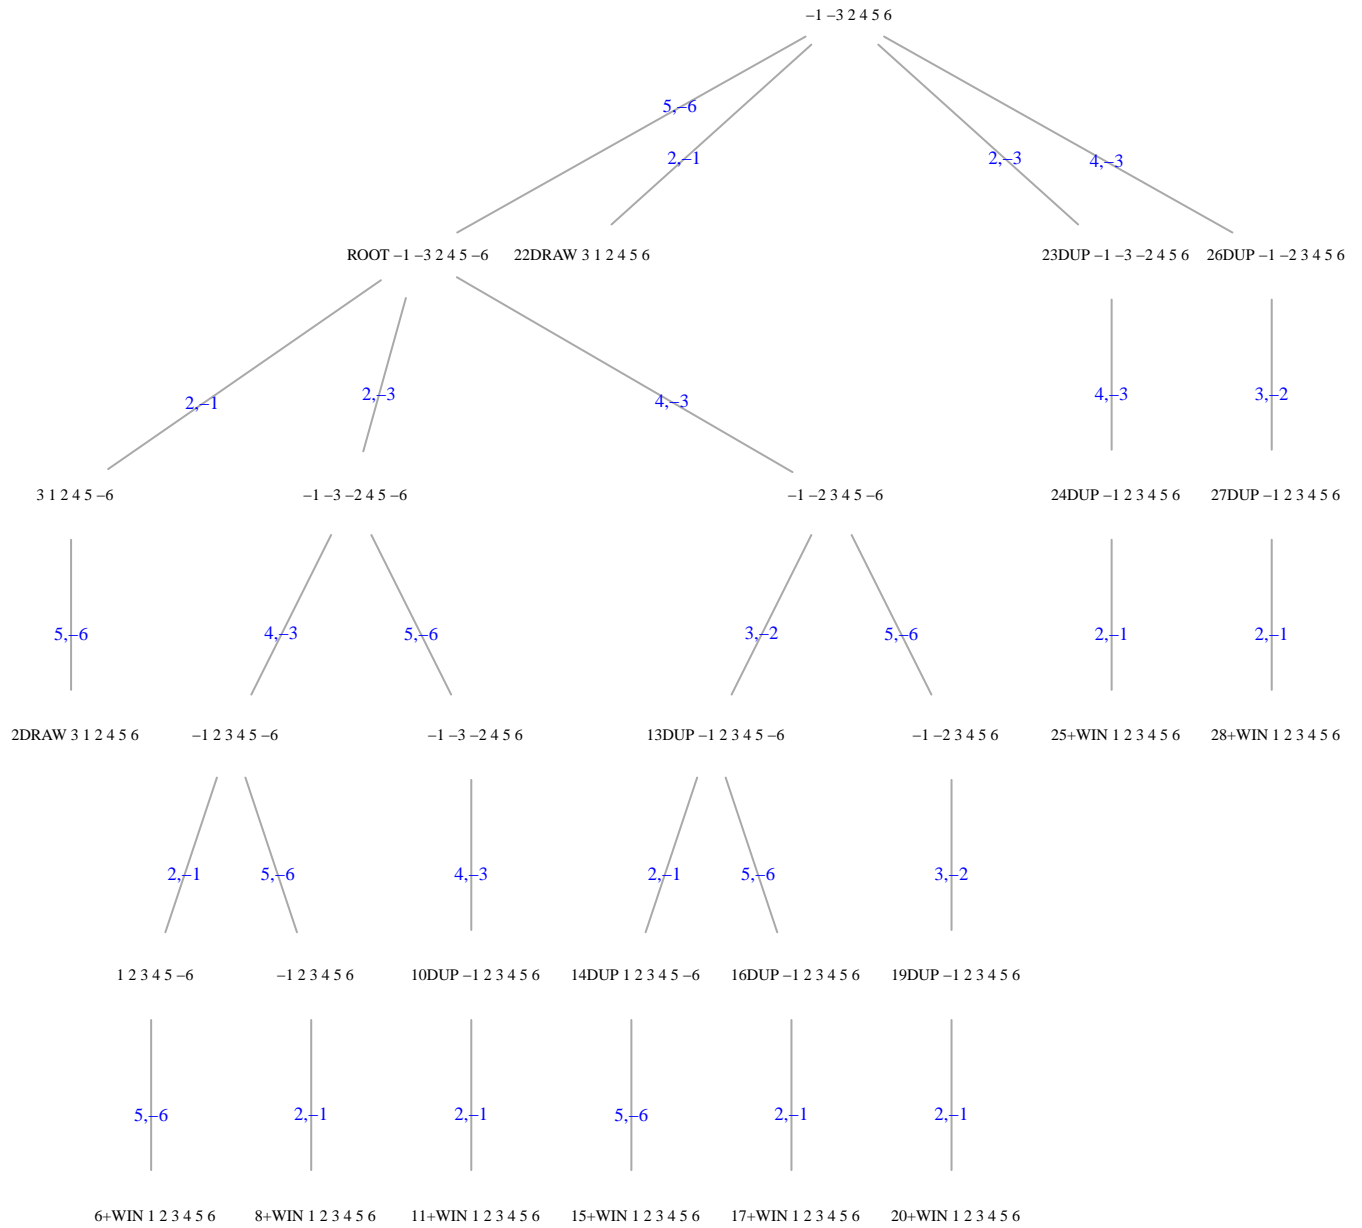 −1 −3 2 4 5 6
5,−6
2,−1
2,−3
4,−3
ROOT −1 −3 2 4 5 −6
22DRAW 3 1 2 4 5 6
23DUP −1 −3 −2 4 5 6
26DUP −1 −2 3 4 5 6
2,−1
2,−3
4,−3
4,−3
3,−2
3 1 2 4 5 −6
−1 −3 −2 4 5 −6
−1 −2 3 4 5 −6
24DUP −1 2 3 4 5 6
27DUP −1 2 3 4 5 6
5,−6
4,−3
5,−6
3,−2
5,−6
2,−1
2,−1
2DRAW 3 1 2 4 5 6
−1 2 3 4 5 −6
−1 −3 −2 4 5 6
13DUP −1 2 3 4 5 −6
−1 −2 3 4 5 6
25+WIN 1 2 3 4 5 6
28+WIN 1 2 3 4 5 6
2,−1
5,−6
4,−3
2,−1
5,−6
3,−2
1 2 3 4 5 −6
−1 2 3 4 5 6
10DUP −1 2 3 4 5 6
14DUP 1 2 3 4 5 −6
16DUP −1 2 3 4 5 6
19DUP −1 2 3 4 5 6
5,−6
2,−1
2,−1
5,−6
2,−1
2,−1
6+WIN 1 2 3 4 5 6
8+WIN 1 2 3 4 5 6
11+WIN 1 2 3 4 5 6
15+WIN 1 2 3 4 5 6
17+WIN 1 2 3 4 5 6
20+WIN 1 2 3 4 5 6